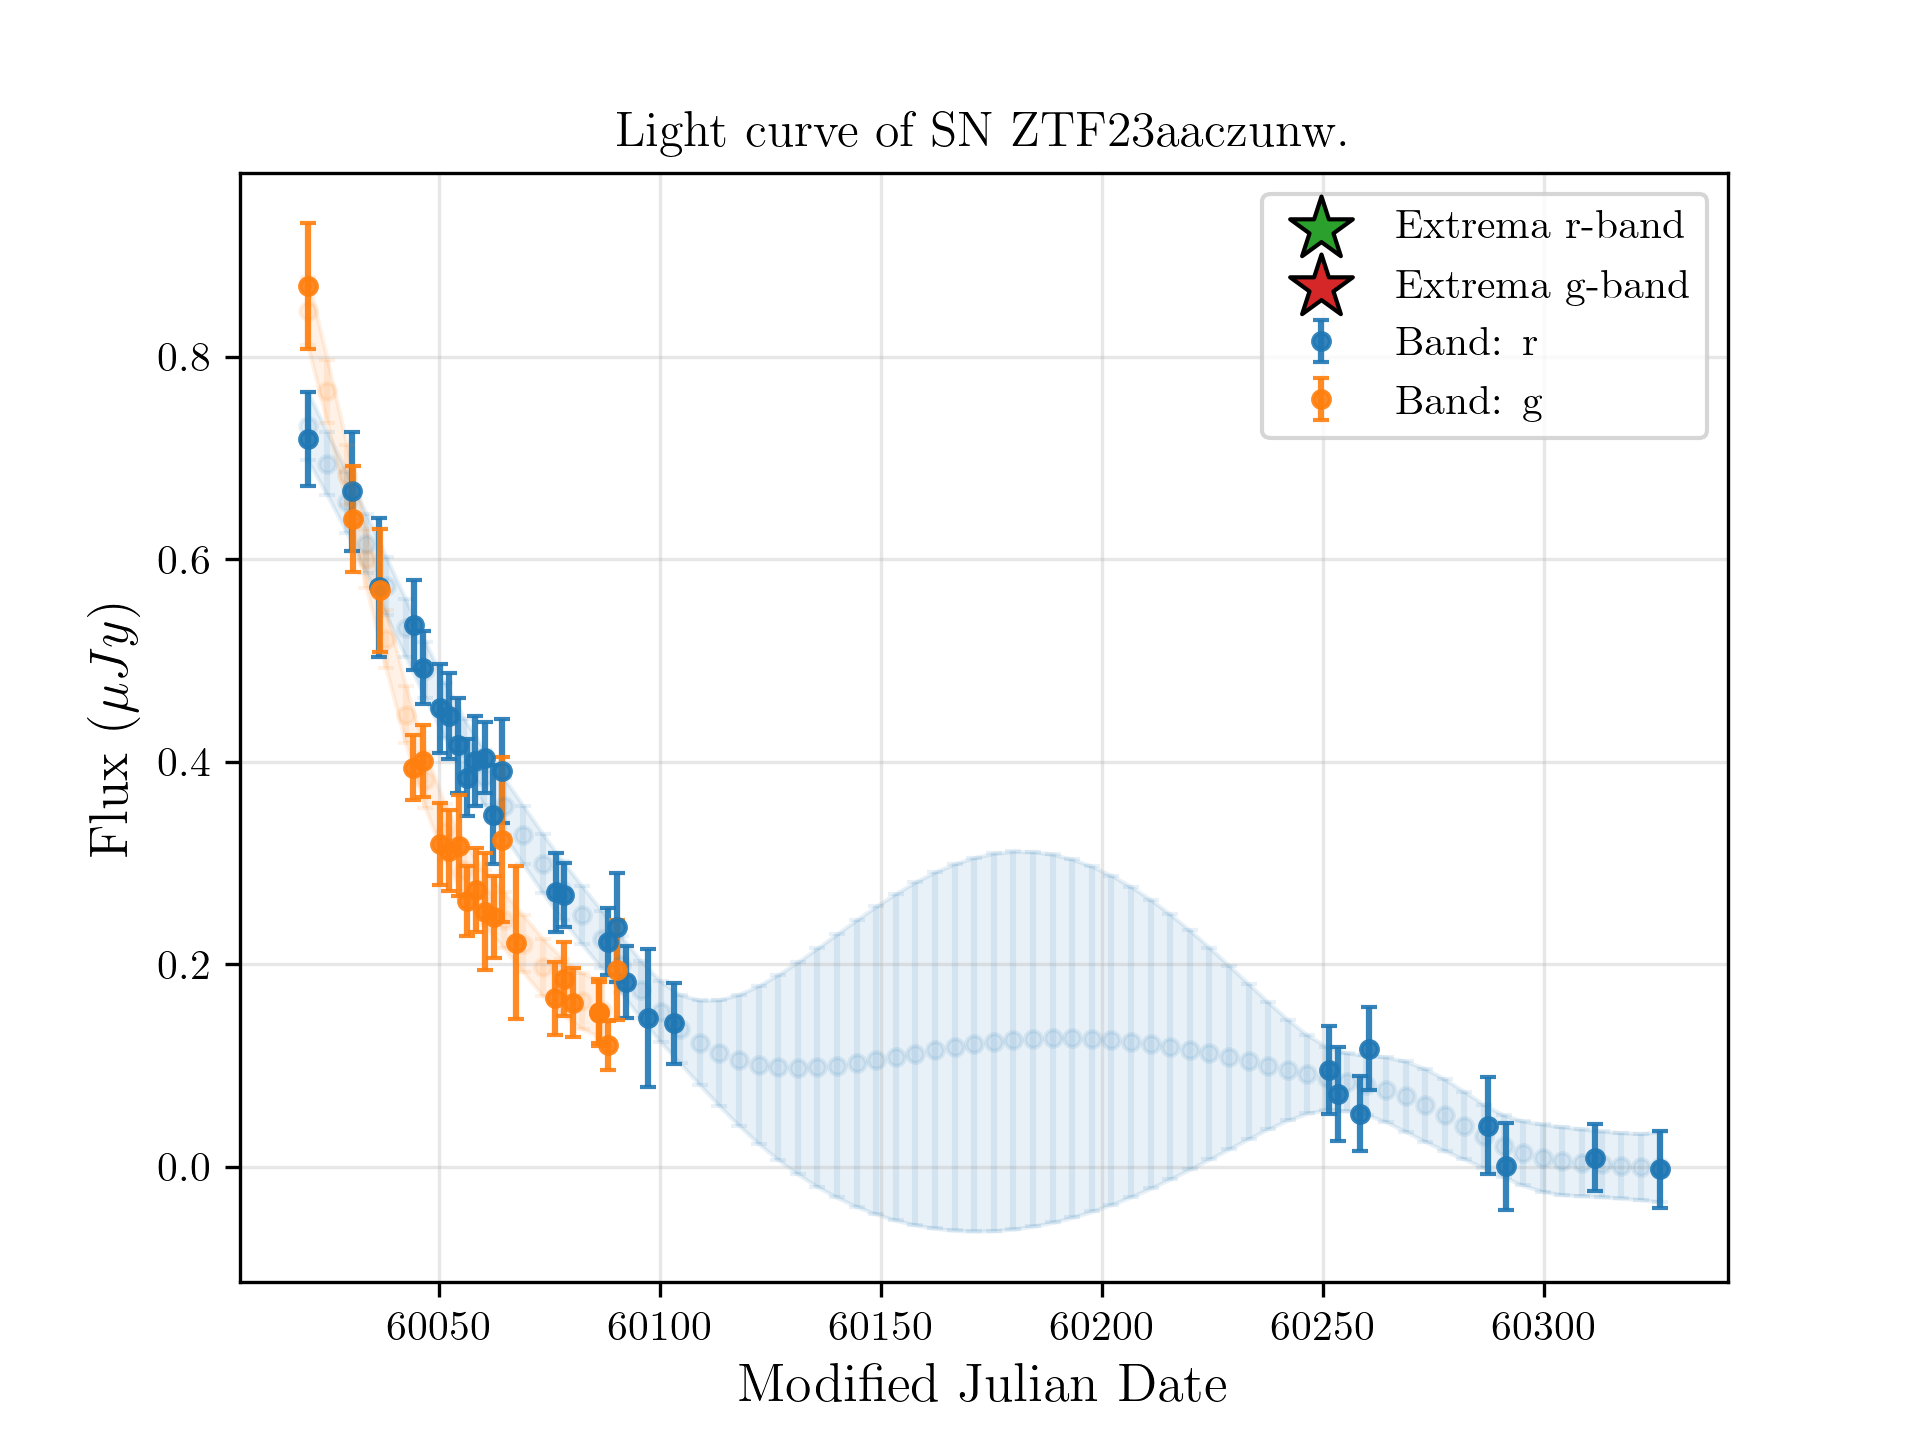 Light curve of SN ZTF23aaczunw.
Extrema r-band
Extrema g-band
Band: r
Band: g
Flux (μJy)
0.8
0.6
0.4
0.2
0.0
60050 60100 60150 60200 60250 60300
Modified Julian Date